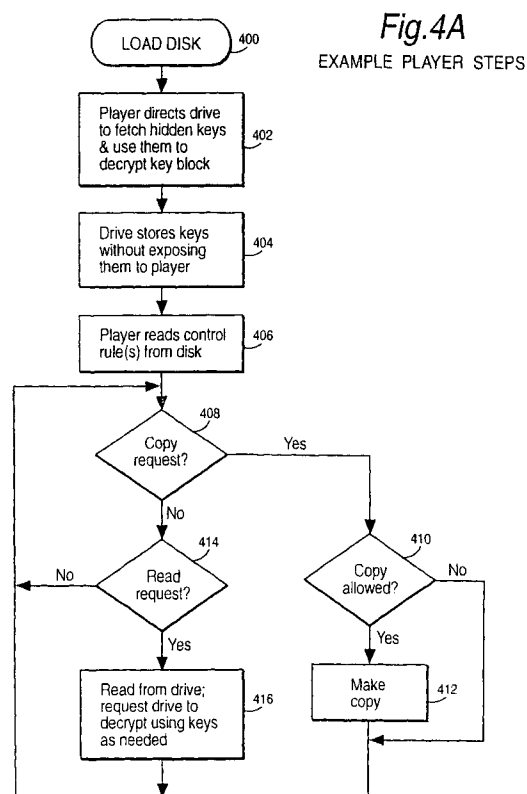 Fig.4A
EXAMPLE PLAYER STEPS
LOAD DISK
400
Player directs drive
to fetch hidden keys
& use them to
decrypt key block
402
Drive stores keys
without exposing
them to player
404
Player reads control
rule(s) from disk
406
408
Copy
request?
Yes
No
414
Read
request?
No
Yes
410
Copy
allowed?
No
Yes
Read from drive;
request drive to
decrypt using keys
as needed
416
Make
copy
412